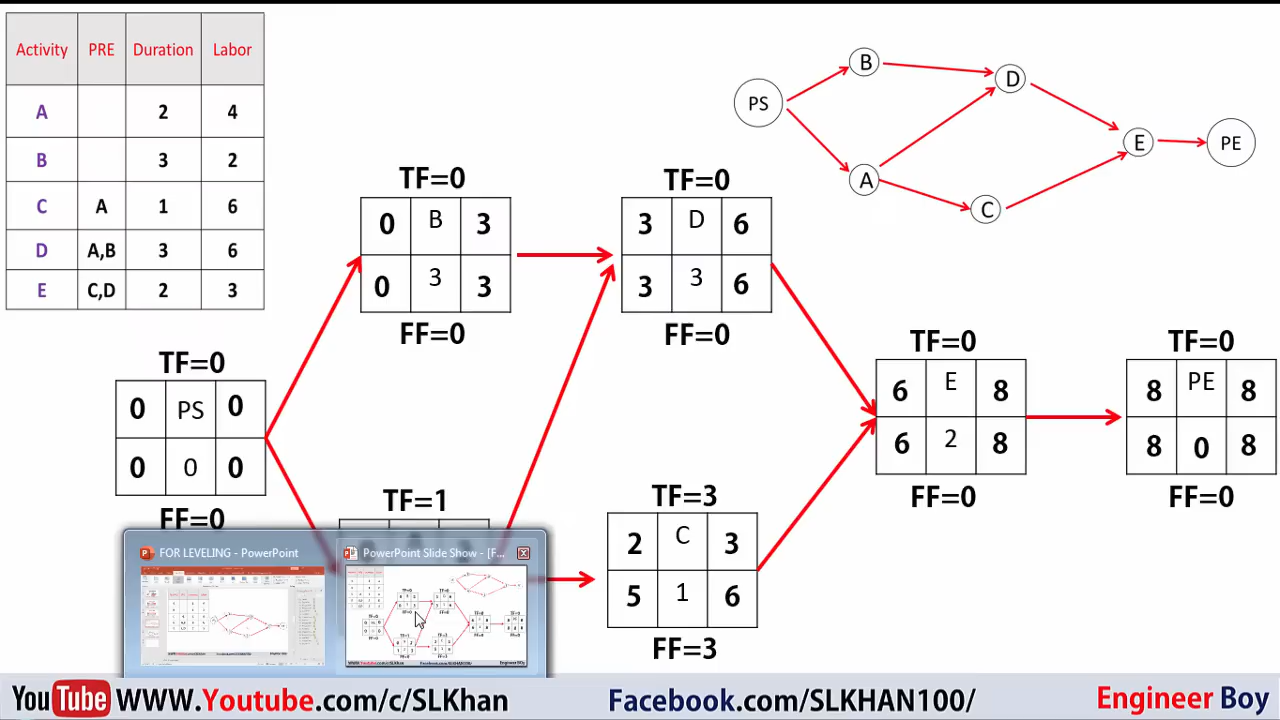 Activity PRE Duration Labor
A 2 4
B 3 2
C A 1 6
D A,B 3 6
E C,D 2 3
PS
B
D
A
C
E
PE
TF=0
0 B 3
0 3 3
FF=0
TF=0
3 D 6
3 3 6
FF=0
TF=0
0 PS 0
0 0 0
FF=0
TF=0
6 E 8
6 2 8
FF=0
TF=0
8 PE 8
8 0 8
FF=0
TF=1
TF=3
2 C 3
5 1 6
FF=3
FOR LEVELING - PowerPoint
PowerPoint Slide Show - [F...
YouTube WWW.Youtube.com/c/SLKhan
Facebook.com/SLKHAN100/
Engineer Boy